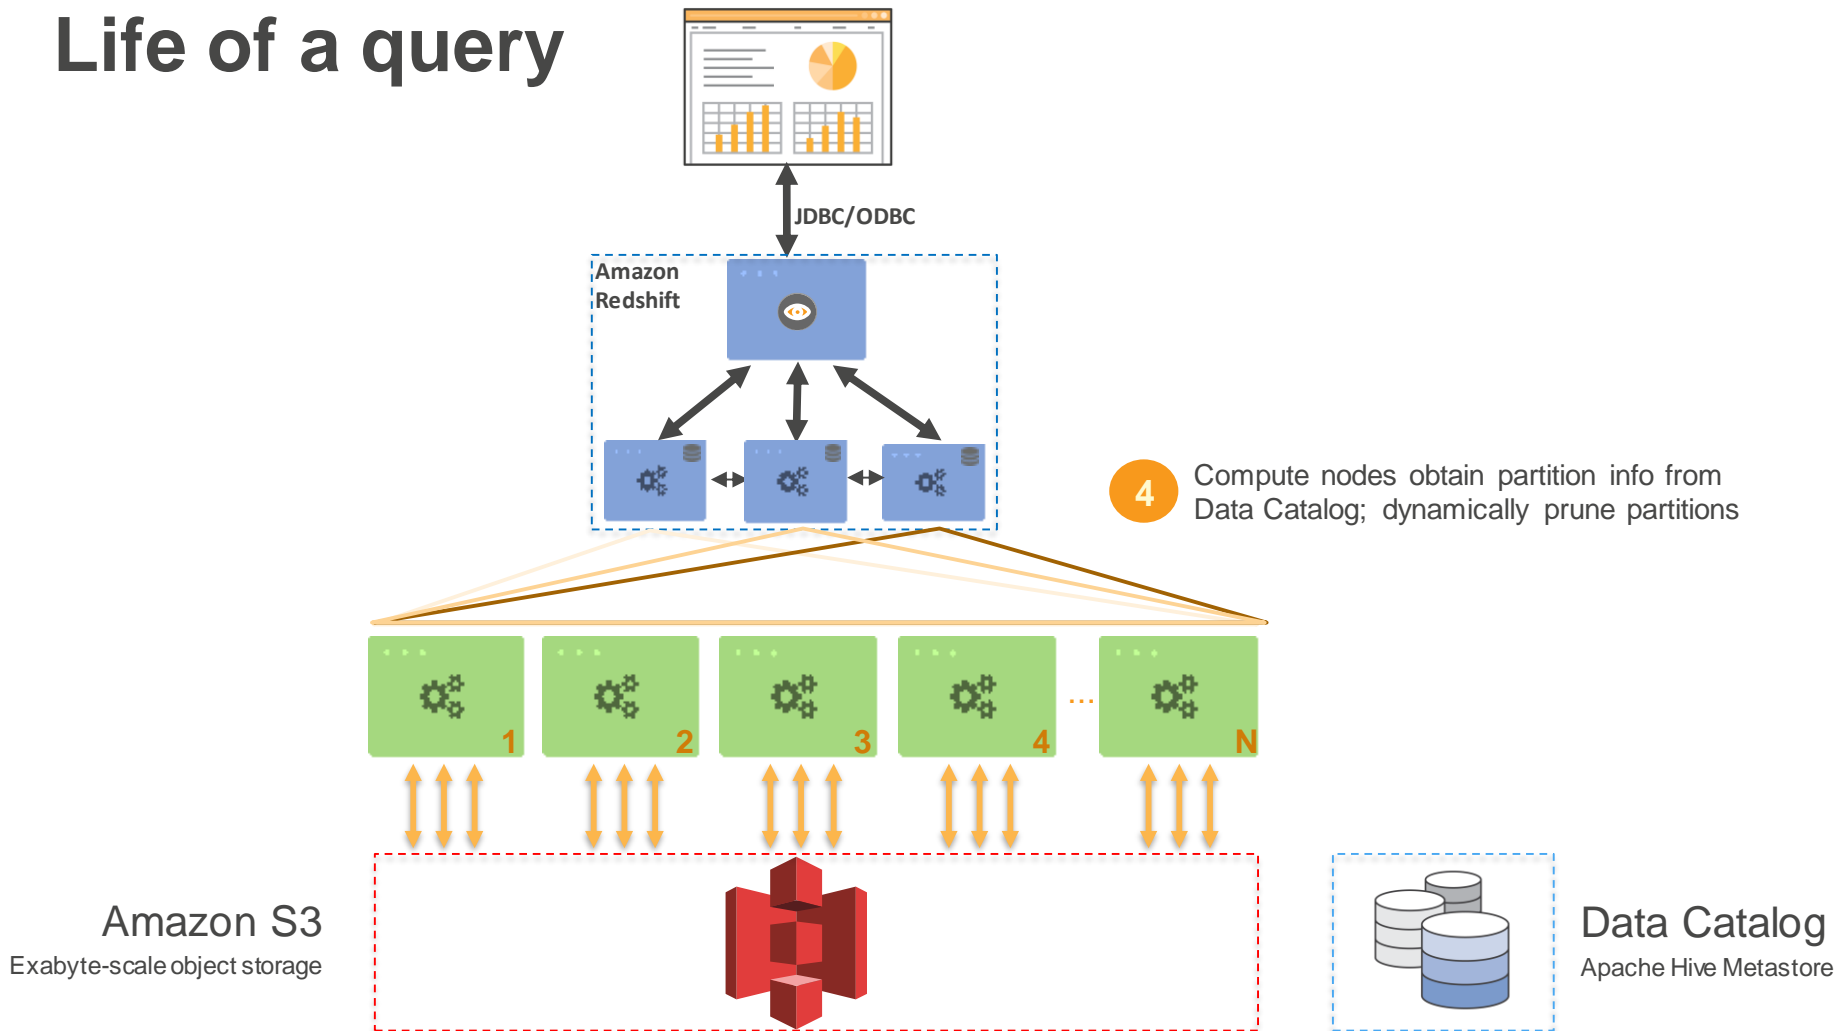 Life of a query
JDBC/ODBC
Amazon
Redshift
4
Compute nodes obtain partition info from
Data Catalog; dynamically prune partitions
...
1
2
3
4
N
Amazon S3
Exabyte-scale object storage
Data Catalog
Apache Hive Metastore